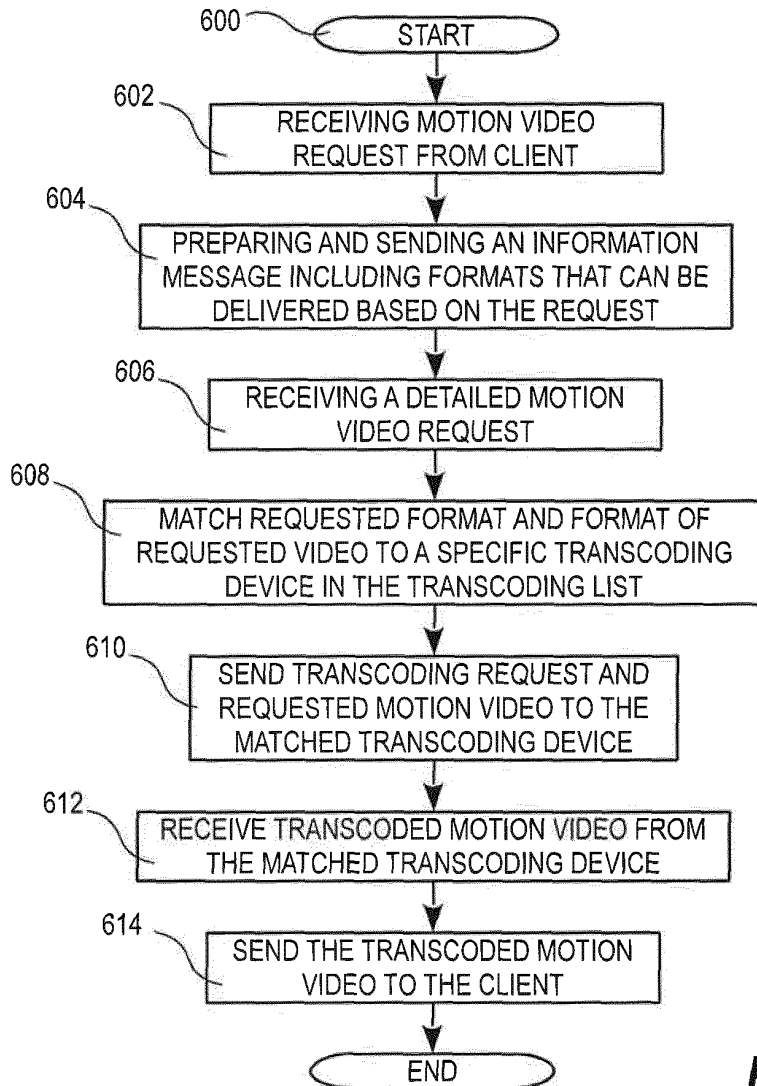 600
START
602
RECEIVING MOTION VIDEO
REQUEST FROM CLIENT
604
PREPARING AND SENDING AN INFORMATION
MESSAGE INCLUDING FORMATS THAT CAN BE
DELIVERED BASED ON THE REQUEST
606
RECEIVING A DETAILED MOTION
VIDEO REQUEST
608
MATCH REQUESTED FORMAT AND FORMAT OF
REQUESTED VIDEO TO A SPECIFIC TRANSCODING
DEVICE IN THE TRANSCODING LIST
610
SEND TRANSCODING REQUEST AND
REQUESTED MOTION VIDEO TO THE
MATCHED TRANSCODING DEVICE
612
RECEIVE TRANSCODED MOTION VIDEO FROM
THE MATCHED TRANSCODING DEVICE
614
SEND THE TRANSCODED MOTION
VIDEO TO THE CLIENT
END